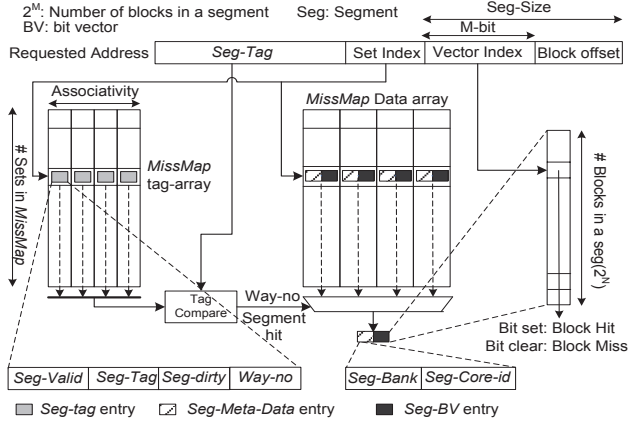 2^M: Number of blocks in a segment Seg: Segment
BV: bit vector
Seg-Size
M-bit
Requested Address Seg-Tag Set Index Vector Index Block offset
Associativity
# Sets in MissMap
MissMap tag-array
MissMap Data array
# Blocks in a seg(2^N)
Tag Compare
Way-no
Segment hit
Bit set: Block Hit
Bit clear: Block Miss
Seg-Valid Seg-Tag Seg-dirty Way-no
Seg-Bank Seg-Core-id
Seg-tag entry Seg-Meta-Data entry Seg-BV entry